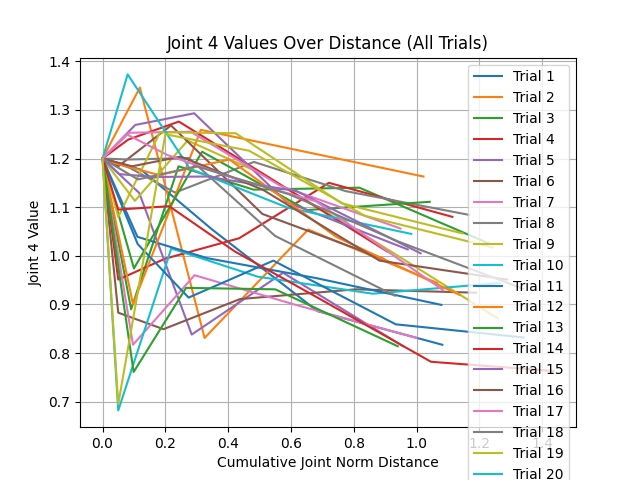 Joint 4 Values Over Distance (All Trials)
1.4
1.3
1.2
1.1
1.0
0.9
0.8
0.7
Joint 4 Value
0.0
0.2
0.4
0.6
0.8
1.0
1.2
1.4
Cumulative Joint Norm Distance
Trial 1
Trial 2
Trial 3
Trial 4
Trial 5
Trial 6
Trial 7
Trial 8
Trial 9
Trial 10
Trial 11
Trial 12
Trial 13
Trial 14
Trial 15
Trial 16
Trial 17
Trial 18
Trial 19
Trial 20